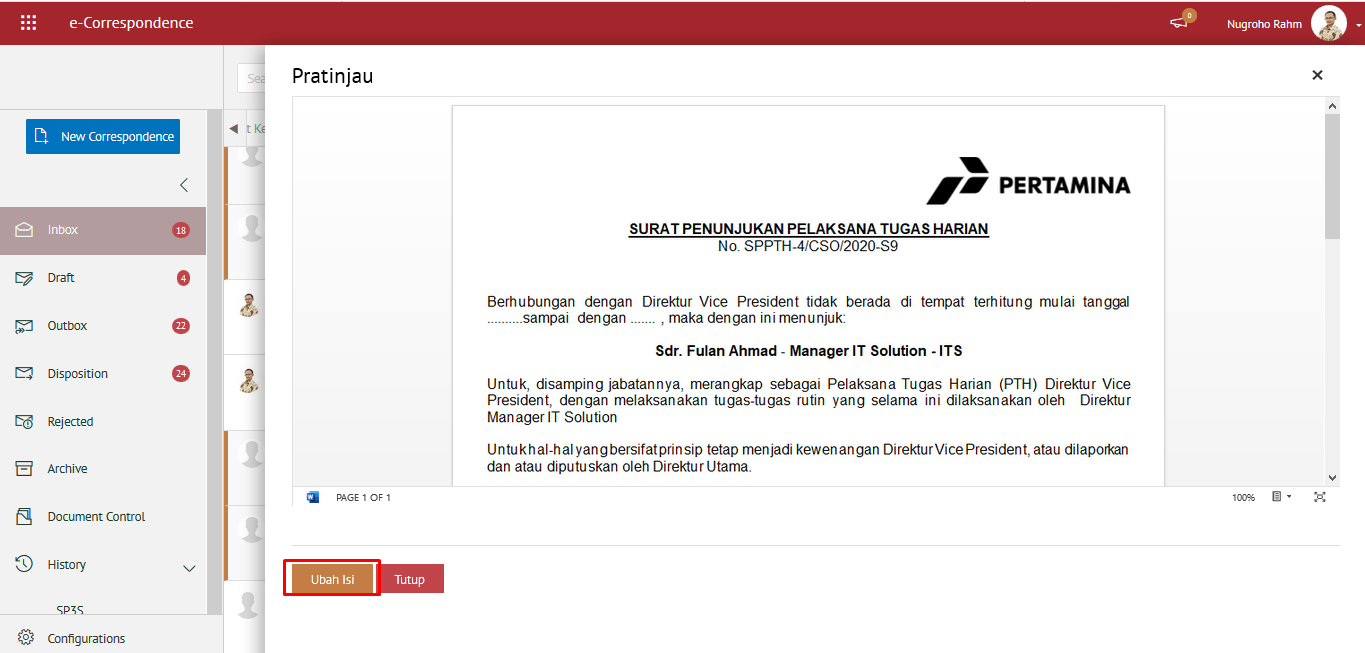 e-Correspondence
0
Nugroho Rahm
Sea
Pratinjau
New Correspondence
t Ke
Inbox 18
Draft 4
Outbox 22
Disposition 24
Rejected
Archive
Document Control
History
SP3S
Configurations
PERTAMINA
SURAT PENUNJUKAN PELAKSANA TUGAS HARIAN
No. SPPTH-4/CSO/2020-S9
Berhubungan dengan Direktur Vice President tidak berada di tempat terhitung mulai tanggal
..........sampai dengan ....... , maka dengan ini menunjuk:
Sdr. Fulan Ahmad - Manager IT Solution - ITS
Untuk, disamping jabatannya, merangkap sebagai Pelaksana Tugas Harian (PTH) Direktur Vice
President, dengan melaksanakan tugas-tugas rutin yang selama ini dilaksanakan oleh Direktur
Manager IT Solution
Untuk hal-hal yang bersifat prinsip tetap menjadi kewenangan Direktur Vice President, atau dilaporkan
dan atau diputuskan oleh Direktur Utama.
PAGE 1 OF 1
100%
Ubah Isi
Tutup